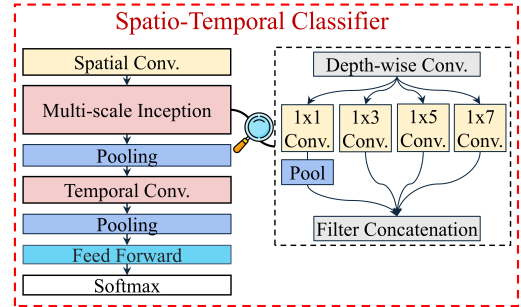 Spatio-Temporal Classifier
Spatial Conv.
Multi-scale Inception
Pooling
Temporal Conv.
Pooling
Feed Forward
Softmax
Depth-wise Conv.
1x1
Conv.
1x3
Conv.
1x5
Conv.
1x7
Conv.
Pool
Filter Concatenation